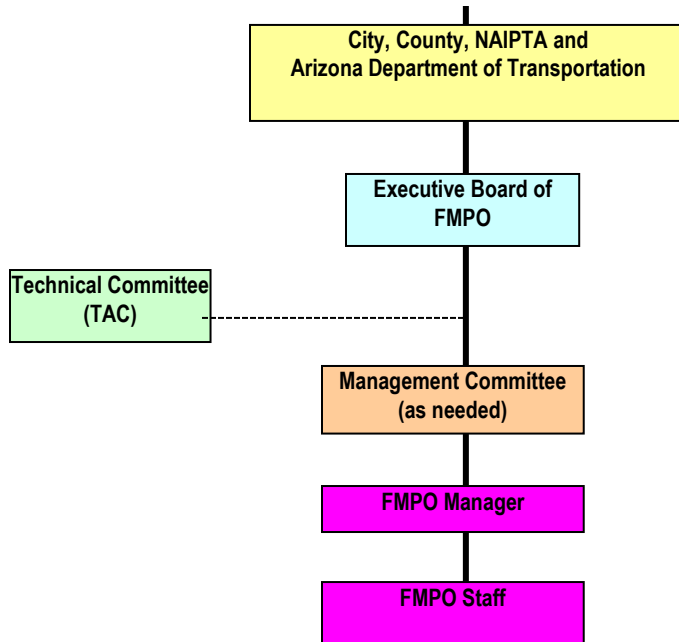 City, County, NAIPTA and
Arizona Department of Transportation
Executive Board of
FMPO
Technical Committee
(TAC)
Management Committee
(as needed)
FMPO Manager
FMPO Staff